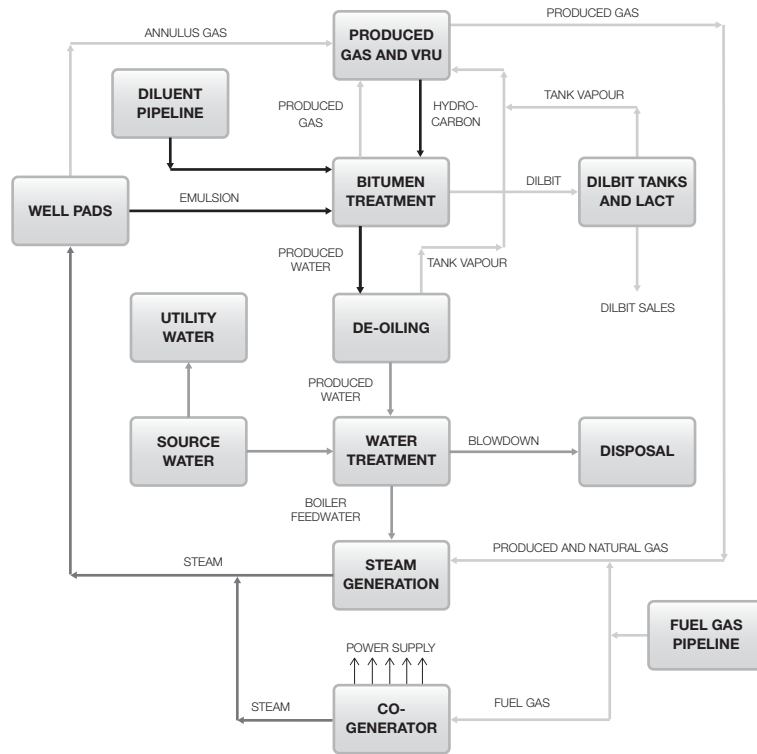 PRODUCED GAS
ANNULUS GAS
PRODUCED
GAS AND VRU
DILUENT
PIPELINE
PRODUCED
GAS
HYDRO-
CARBON
TANK VAPOUR
WELL PADS
EMULSION
BITUMEN
TREATMENT
DILBIT
DILBIT TANKS
AND LACT
PRODUCED
WATER
TANK VAPOUR
DILBIT SALES
UTILITY
WATER
DE-OILING
PRODUCED
WATER
SOURCE
WATER
WATER
TREATMENT
BLOWDOWN
DISPOSAL
BOILER
FEEDWATER
STEAM
STEAM
GENERATION
PRODUCED AND NATURAL GAS
FUEL GAS
PIPELINE
POWER SUPPLY
STEAM
CO-
GENERATOR
FUEL GAS